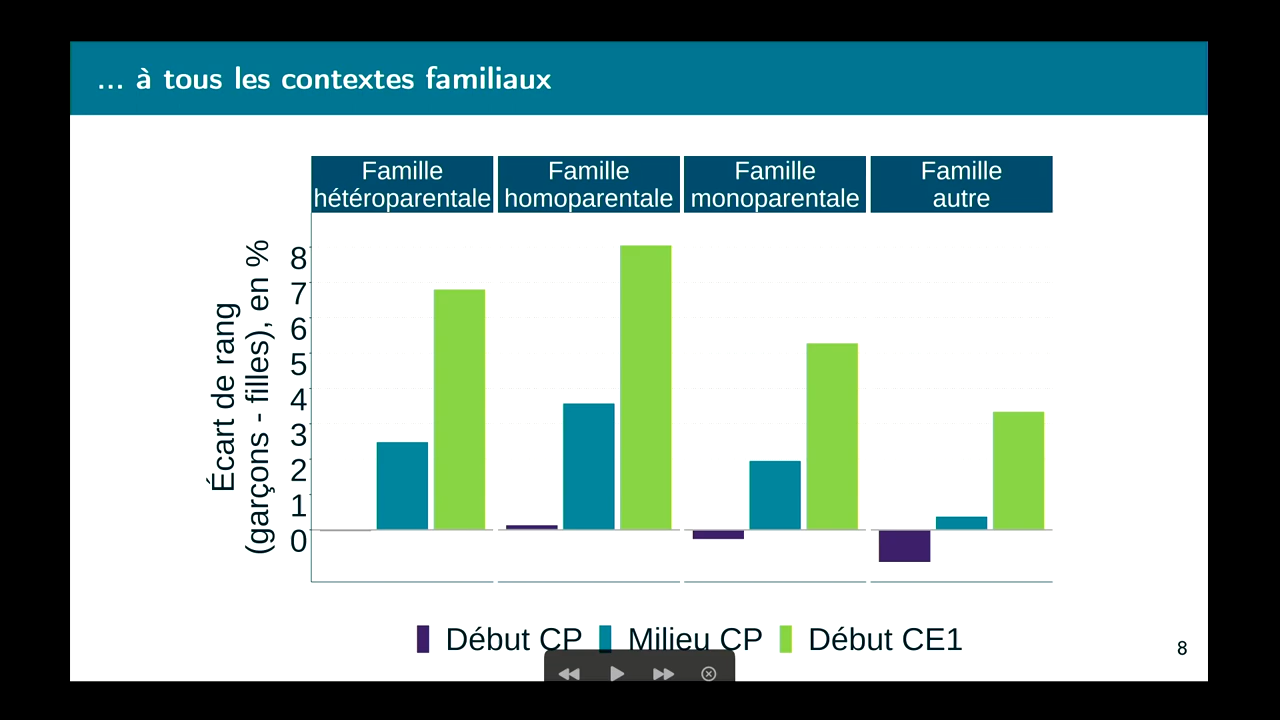 ... à tous les contextes familiaux
Famille
hétéroparentale
Famille
homoparentale
Famille
monoparentale
Famille
autre
Écart de rang
(garçons - filles), en %
8
7
6
5
4
3
2
1
0
Début CP
Milieu CP
Début CE1
8